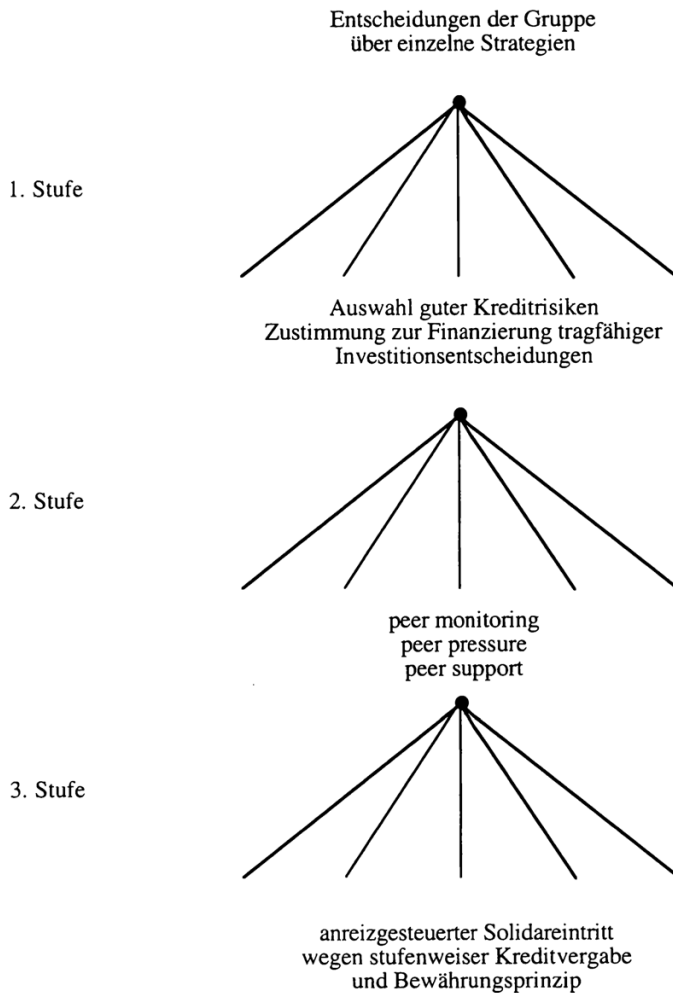 Entscheidungen der Gruppe
über einzelne Strategien
1. Stufe
Auswahl guter Kreditrisiken
Zustimmung zur Finanzierung tragfähiger
Investitionsentscheidungen
2. Stufe
peer monitoring
peer pressure
peer support
3. Stufe
anreizgesteuerter Solidareintritt
wegen stufenweiser Kreditvergabe
und Bewährungsprinzip